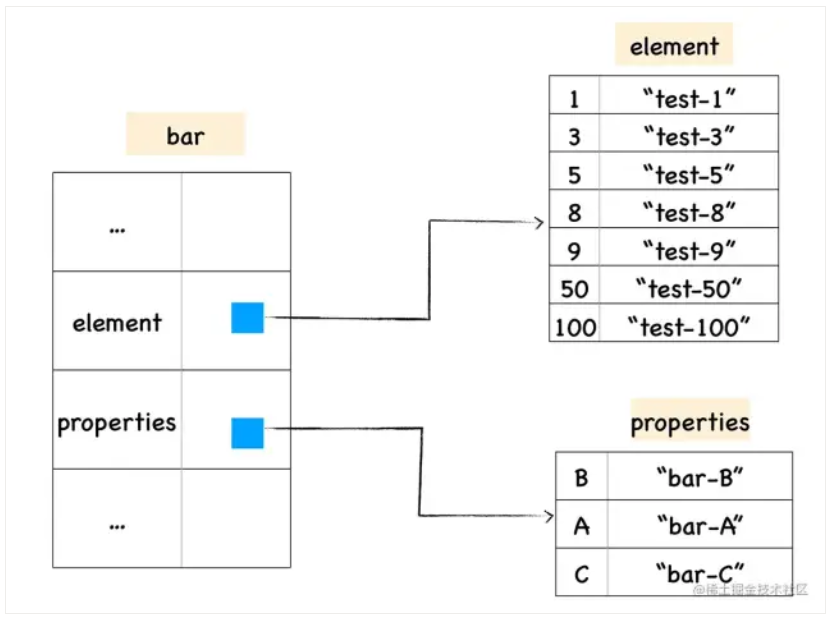 element
1 "test-1"
3 "test-3"
5 "test-5"
8 "test-8"
9 "test-9"
50 "test-50"
100 "test-100"
bar
...
element
properties
...
properties
B "bar-B"
A "bar-A"
C "bar-C"
@稀土掘金技术社区